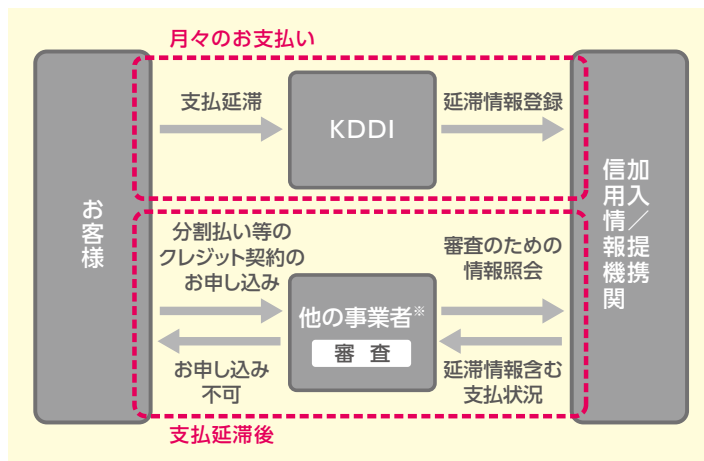 月々のお支払い
お客様
支払延滞
KDDI
延滞情報登録
加入／提携
信用情報機関
分割払い等の
クレジット契約の
お申し込み
審査のための
情報照会
他の事業者※
審 査
お申し込み
不可
延滞情報含む
支払状況
支払延滞後